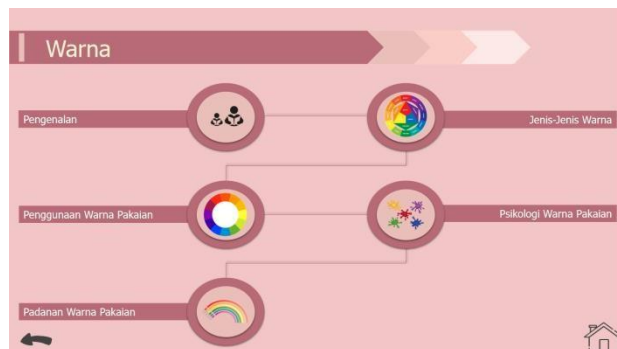 Warna
Pengenalan
Jenis-Jenis Warna
Penggunaan Warna Pakaian
Psikologi Warna Pakaian
Padanan Warna Pakaian